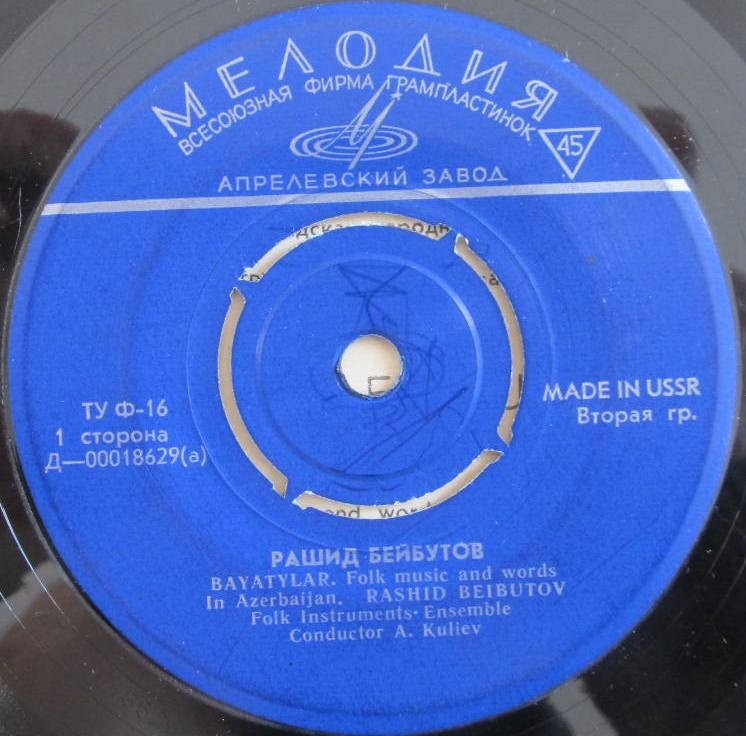 МЕЛОДИЯ
ВСЕСОЮЗНАЯ ФИРМА ГРАМПЛАСТИНОК
45
АПРЕЛЕВСКИЙ ЗАВОД
ТУ Ф-16
1 сторона
Д—00018629(а)
MADE IN USSR
Вторая гр.
and
РАШИД БЕЙБУТОВ
BAYATYLAR. Folk music and words
In Azerbaijan. RASHID BEIBUTOV
Folk Instruments-Ensemble
Conductor A. Kuliev